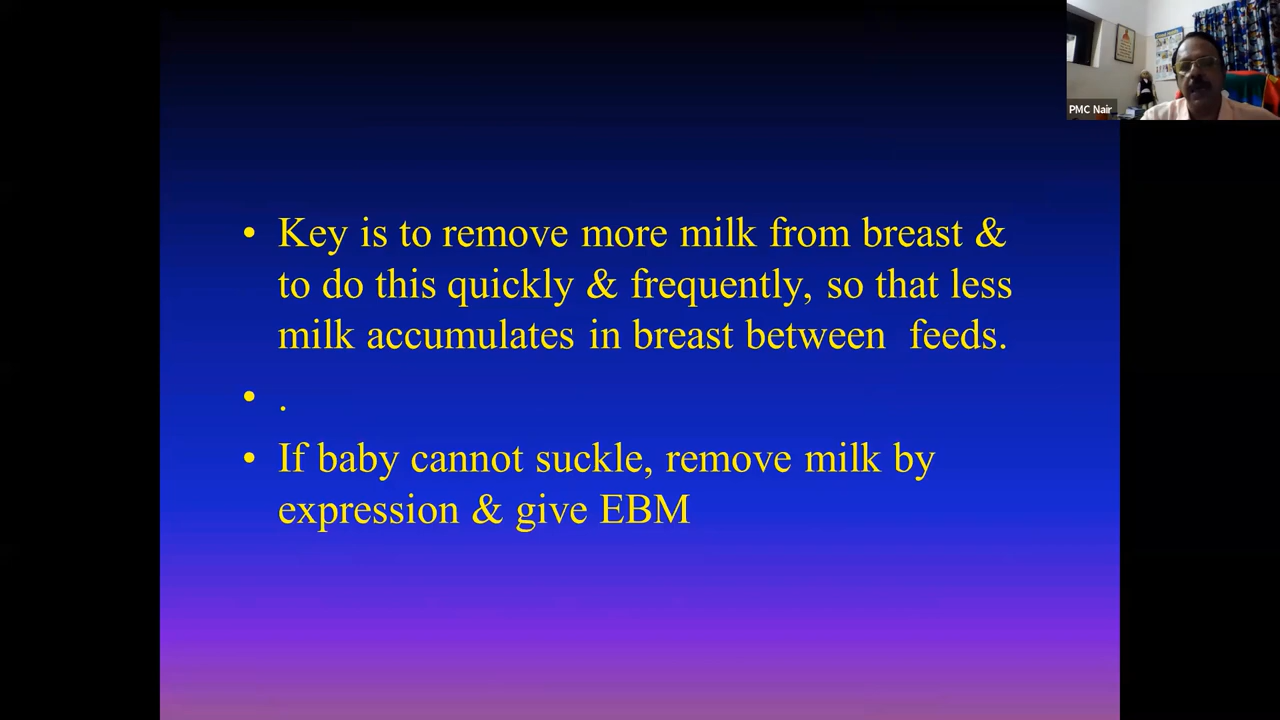 PMC Nair
• Key is to remove more milk from breast &
to do this quickly & frequently, so that less
milk accumulates in breast between  feeds.
• .
• If baby cannot suckle, remove milk by
expression & give EBM